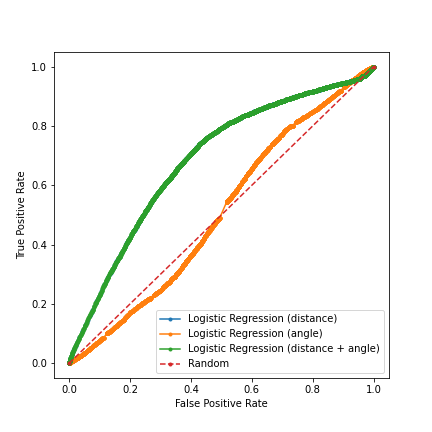 1.0
0.8
0.6
0.4
0.2
0.0
True Positive Rate
Logistic Regression (distance)
Logistic Regression (angle)
Logistic Regression (distance + angle)
Random
0.0 0.2 0.4 0.6 0.8 1.0
False Positive Rate